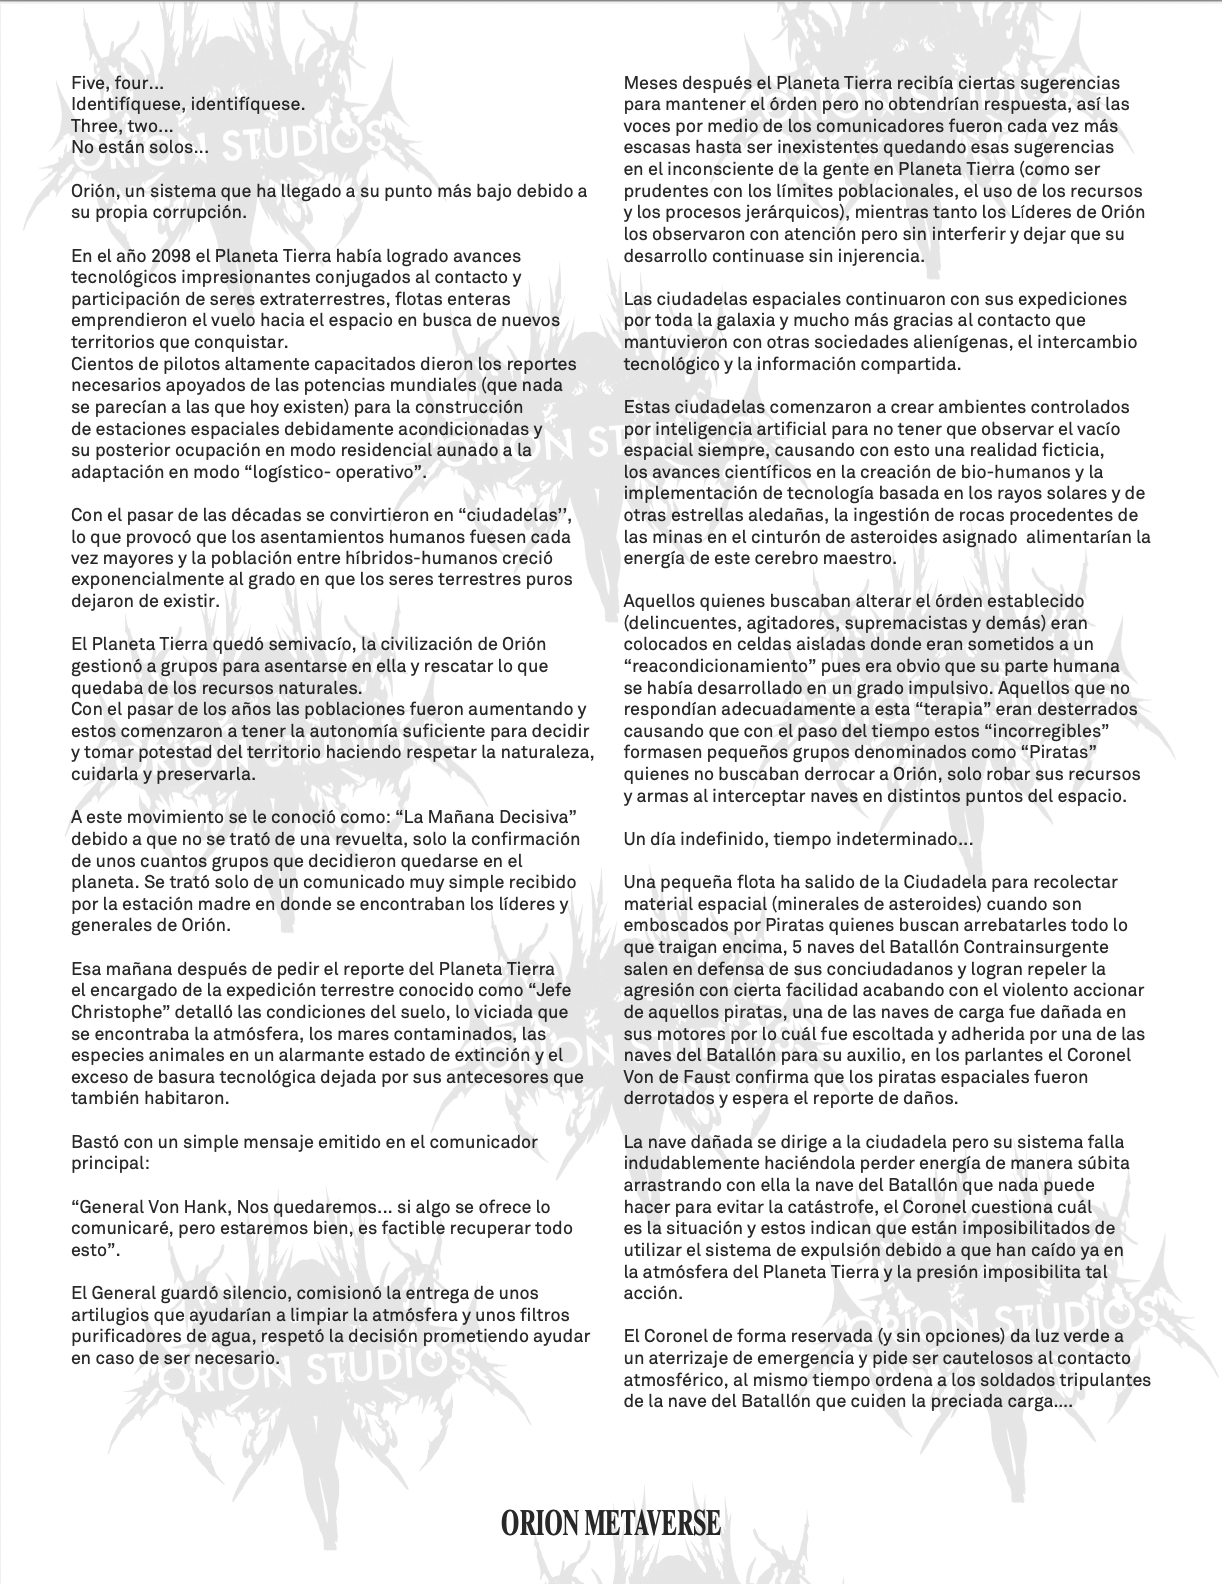 Five, four...
Identifíquese, identifíquese.
Three, two...
No están solos...
Orión, un sistema que ha llegado a su punto más bajo debido a
su propia corrupción.
En el año 2098 el Planeta Tierra había logrado avances
tecnológicos impresionantes conjugados al contacto y
participación de seres extraterrestres, flotas enteras
emprendieron el vuelo hacia el espacio en busca de nuevos
territorios que conquistar.
Cientos de pilotos altamente capacitados dieron los reportes
necesarios apoyados de las potencias mundiales (que nada
se parecían a las que hoy existen) para la construcción
de estaciones espaciales debidamente acondicionadas y
su posterior ocupación en modo residencial aunado a la
adaptación en modo “logístico- operativo”.
Con el pasar de las décadas se convirtieron en “ciudadelas’’,
lo que provocó que los asentamientos humanos fuesen cada
vez mayores y la población entre híbridos-humanos creció
exponencialmente al grado en que los seres terrestres puros
dejaron de existir.
El Planeta Tierra quedó semivacío, la civilización de Orión
gestionó a grupos para asentarse en ella y rescatar lo que
quedaba de los recursos naturales.
Con el pasar de los años las poblaciones fueron aumentando y
estos comenzaron a tener la autonomía suficiente para decidir
y tomar potestad del territorio haciendo respetar la naturaleza,
cuidarla y preservarla.
A este movimiento se le conoció como: “La Mañana Decisiva”
debido a que no se trató de una revuelta, solo la confirmación
de unos cuantos grupos que decidieron quedarse en el
planeta. Se trató solo de un comunicado muy simple recibido
por la estación madre en donde se encontraban los líderes y
generales de Orión.
Esa mañana después de pedir el reporte del Planeta Tierra
el encargado de la expedición terrestre conocido como “Jefe
Christophe” detalló las condiciones del suelo, lo viciada que
se encontraba la atmósfera, los mares contaminados, las
especies animales en un alarmante estado de extinción y el
exceso de basura tecnológica dejada por sus antecesores que
también habitaron.
Bastó con un simple mensaje emitido en el comunicador
principal:
“General Von Hank, Nos quedaremos... si algo se ofrece lo
comunicaré, pero estaremos bien, es factible recuperar todo
esto”.
El General guardó silencio, comisionó la entrega de unos
artilugios que ayudarían a limpiar la atmósfera y unos filtros
purificadores de agua, respetó la decisión prometiendo ayudar
en caso de ser necesario.
Meses después el Planeta Tierra recibía ciertas sugerencias
para mantener el órden pero no obtendrían respuesta, así las
voces por medio de los comunicadores fueron cada vez más
escasas hasta ser inexistentes quedando esas sugerencias
en el inconsciente de la gente en Planeta Tierra (como ser
prudentes con los límites poblacionales, el uso de los recursos
y los procesos jerárquicos), mientras tanto los Líderes de Orión
los observaron con atención pero sin interferir y dejar que su
desarrollo continuase sin injerencia.
Las ciudadelas espaciales continuaron con sus expediciones
por toda la galaxia y mucho más gracias al contacto que
mantuvieron con otras sociedades alienígenas, el intercambio
tecnológico y la información compartida.
Estas ciudadelas comenzaron a crear ambientes controlados
por inteligencia artificial para no tener que observar el vacío
espacial siempre, causando con esto una realidad ficticia,
los avances científicos en la creación de bio-humanos y la
implementación de tecnología basada en los rayos solares y de
otras estrellas aledañas, la ingestión de rocas procedentes de
las minas en el cinturón de asteroides asignado  alimentarían la
energía de este cerebro maestro.
Aquellos quienes buscaban alterar el órden establecido
(delincuentes, agitadores, supremacistas y demás) eran
colocados en celdas aisladas donde eran sometidos a un
“reacondicionamiento” pues era obvio que su parte humana
se había desarrollado en un grado impulsivo. Aquellos que no
respondían adecuadamente a esta “terapia” eran desterrados
causando que con el paso del tiempo estos “incorregibles”
formasen pequeños grupos denominados como “Piratas”
quienes no buscaban derrocar a Orión, solo robar sus recursos
y armas al interceptar naves en distintos puntos del espacio.
Un día indefinido, tiempo indeterminado...
Una pequeña flota ha salido de la Ciudadela para recolectar
material espacial (minerales de asteroides) cuando son
emboscados por Piratas quienes buscan arrebatarles todo lo
que traigan encima, 5 naves del Batallón Contrainsurgente
salen en defensa de sus conciudadanos y logran repeler la
agresión con cierta facilidad acabando con el violento accionar
de aquellos piratas, una de las naves de carga fue dañada en
sus motores por lo cuál fue escoltada y adherida por una de las
naves del Batallón para su auxilio, en los parlantes el Coronel
Von de Faust confirma que los piratas espaciales fueron
derrotados y espera el reporte de daños.
La nave dañada se dirige a la ciudadela pero su sistema falla
indudablemente haciéndola perder energía de manera súbita
arrastrando con ella la nave del Batallón que nada puede
hacer para evitar la catástrofe, el Coronel cuestiona cuál
es la situación y estos indican que están imposibilitados de
utilizar el sistema de expulsión debido a que han caído ya en
la atmósfera del Planeta Tierra y la presión imposibilita tal
acción.
El Coronel de forma reservada (y sin opciones) da luz verde a
un aterrizaje de emergencia y pide ser cautelosos al contacto
atmosférico, al mismo tiempo ordena a los soldados tripulantes
de la nave del Batallón que cuiden la preciada carga....
ORION METAVERSE
ORION STUDIOS
ORION STUDIOS
ORION STUDIOS
ORION STUDIOS
ORION STUDIOS
ORION STUDIOS